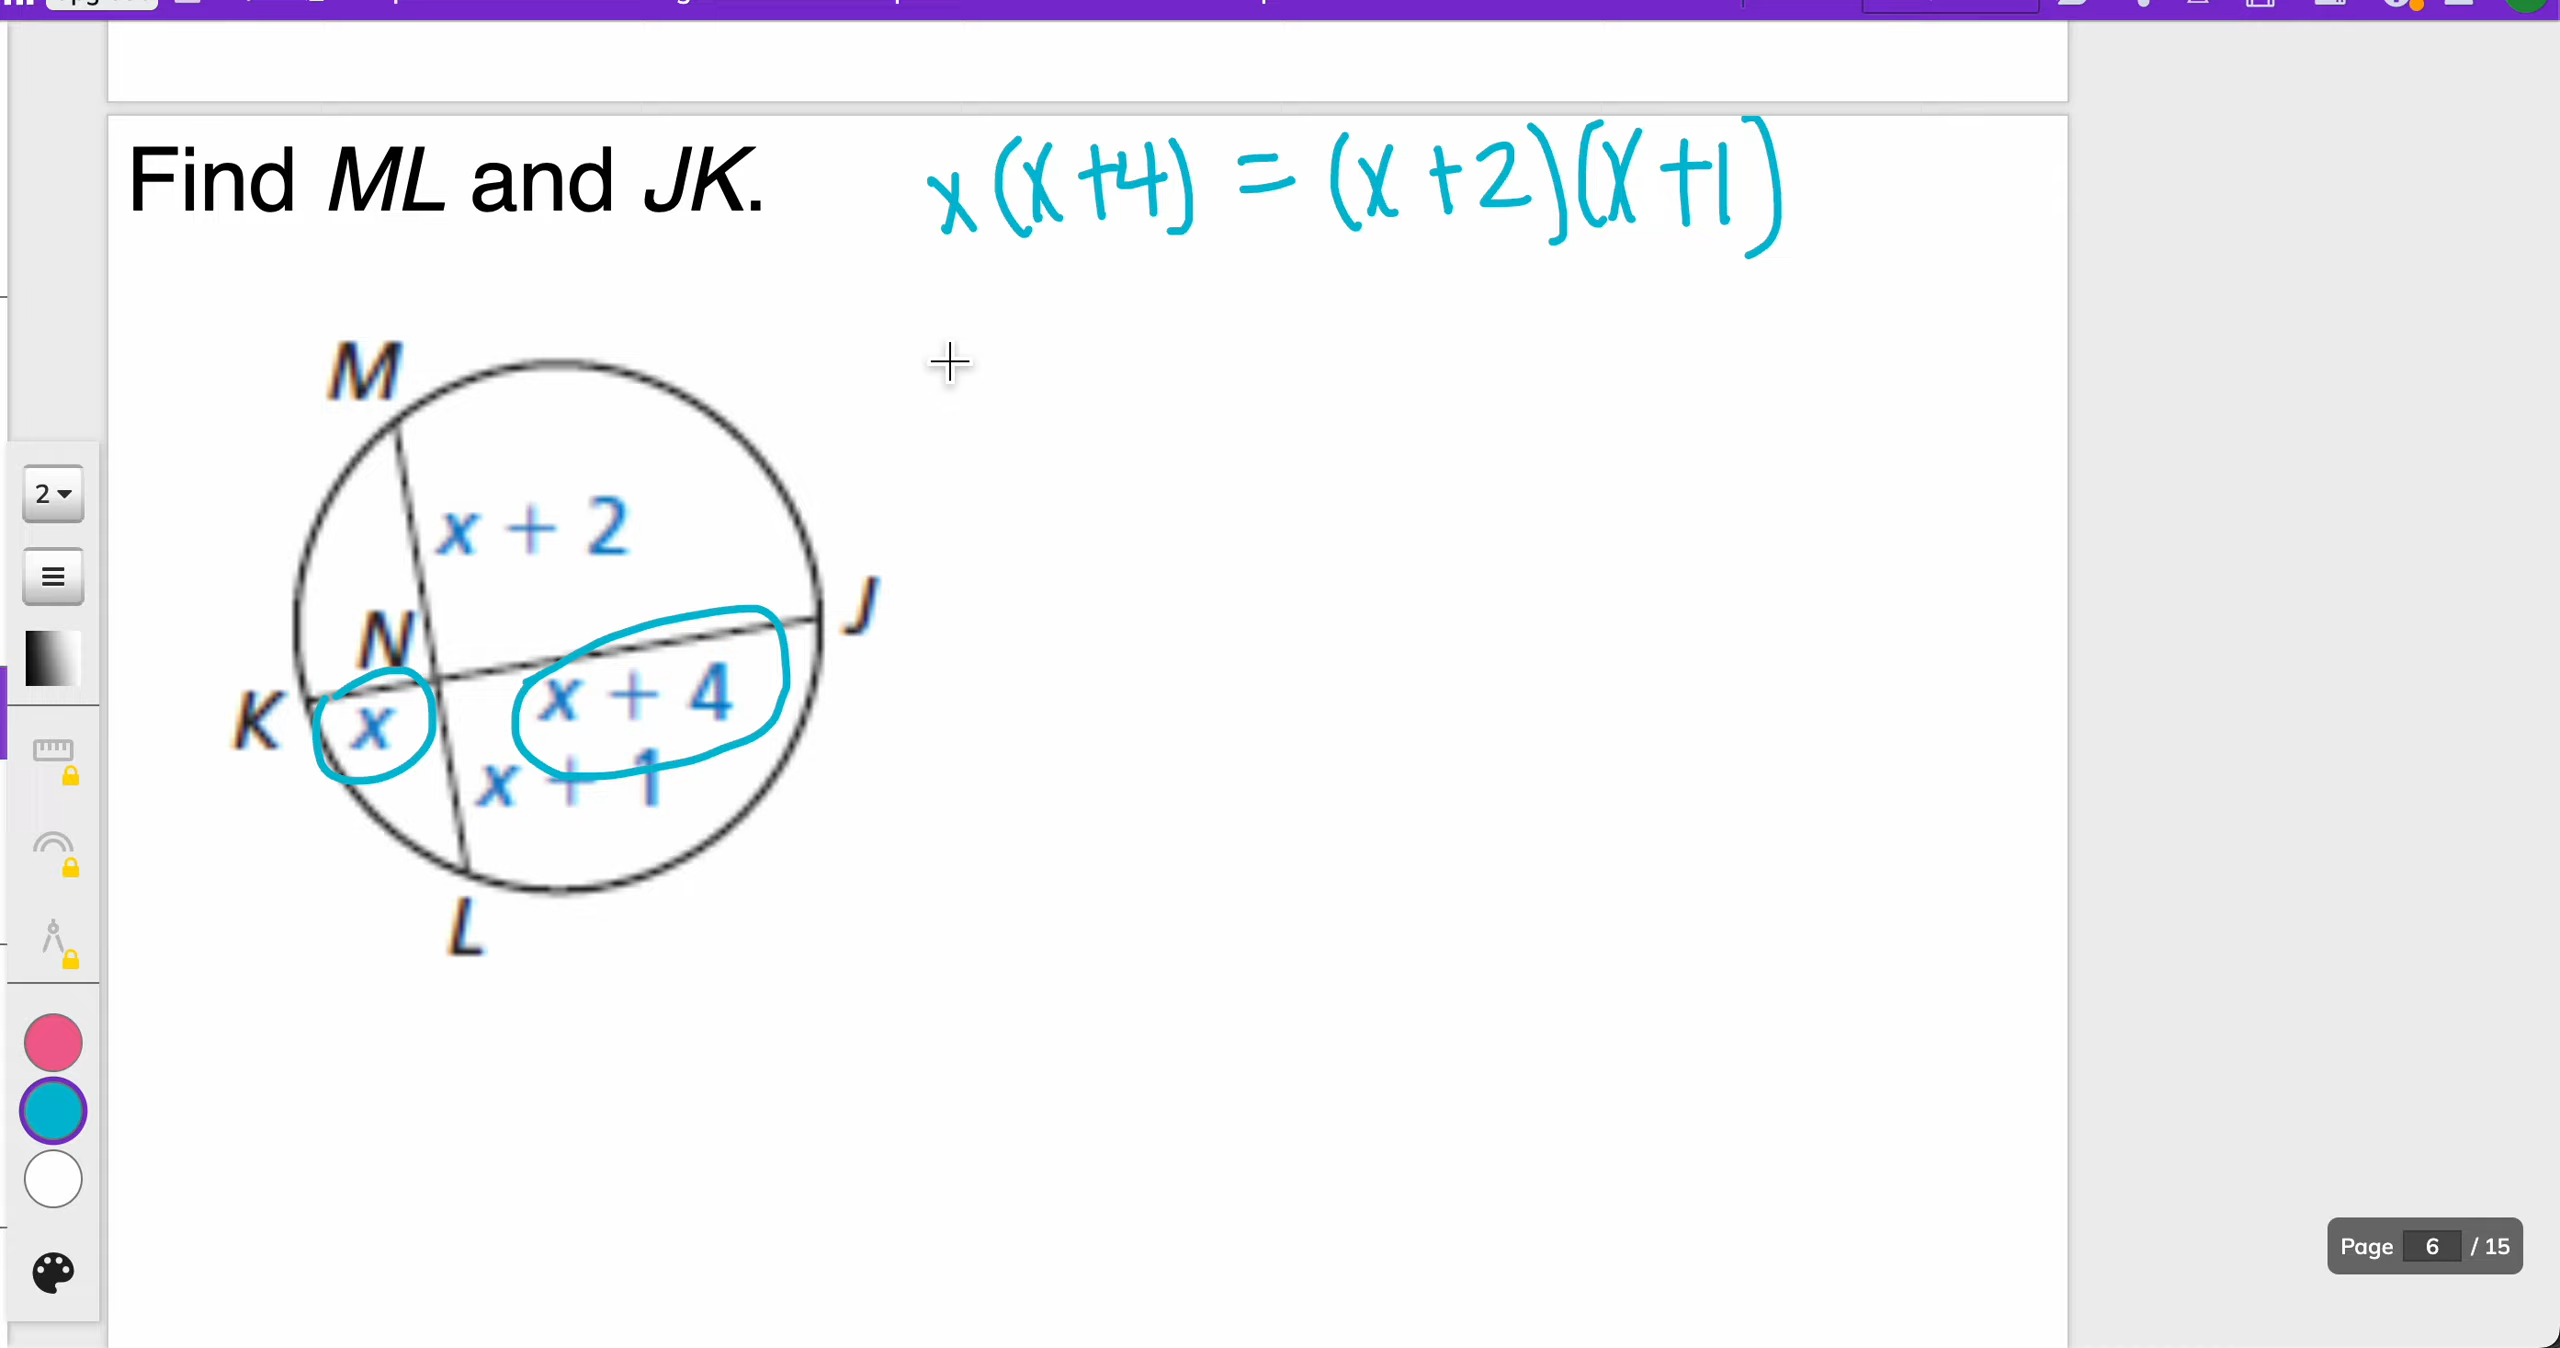 Find ML and JK.
x(x+4) = (x+2)(x+1)
M
x + 2
J
N
x + 4
K
x
x + 1
L
2
Page 6 / 15